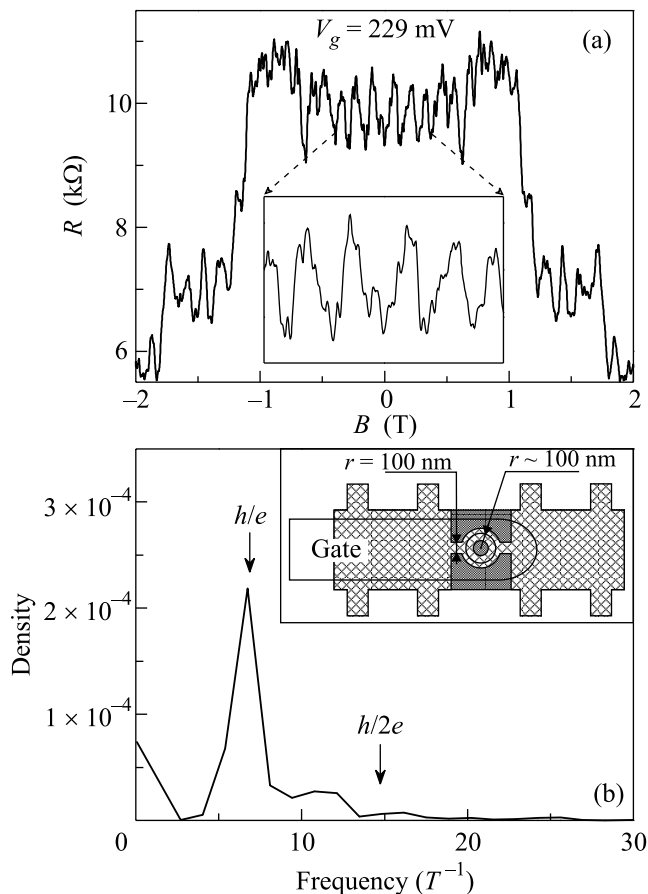 V_g = 229 mV
(a)
10
8
6
R (kΩ)
−2
−1
0
1
2
B (T)
r = 100 nm
r ~ 100 nm
Gate
3 × 10⁻⁴
h/e
2 × 10⁻⁴
Density
1 × 10⁻⁴
h/2e
(b)
0
10
20
30
Frequency (T⁻¹)